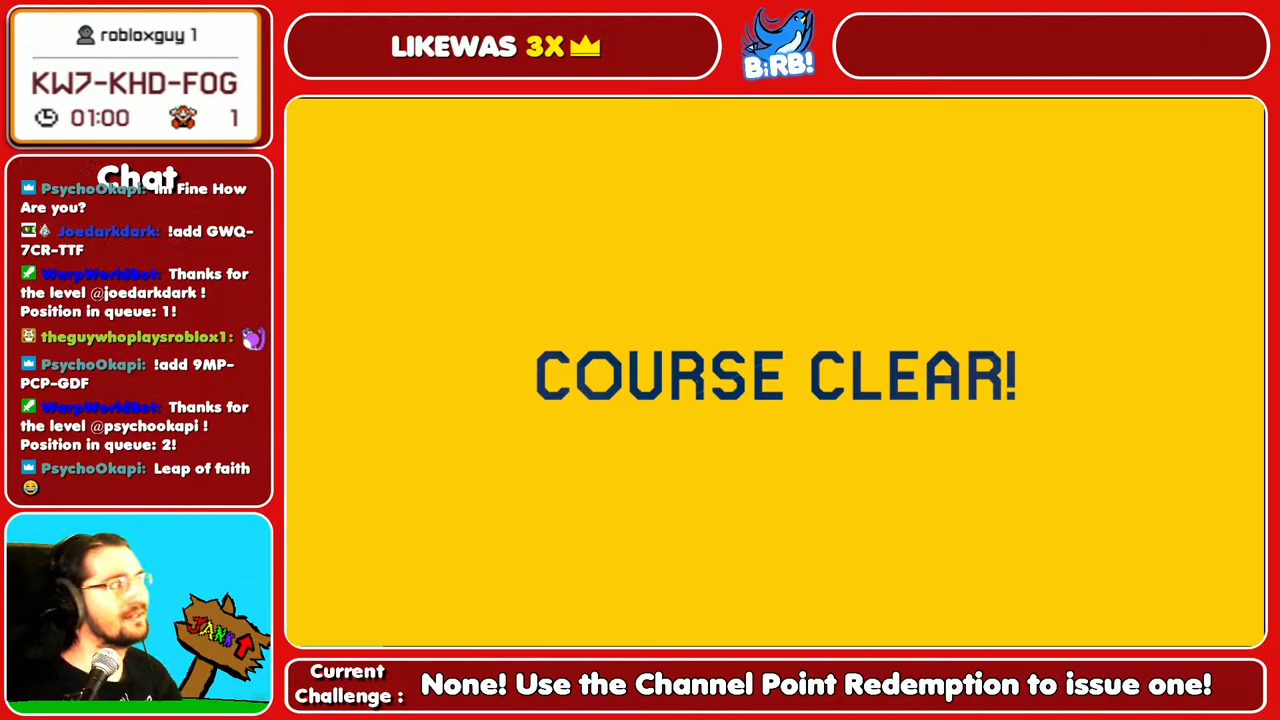 robloxguy 1
KW7-KHD-F0G
01:00 1
LIKEWAS 3X
BiRB!
Chat
PsychoOkapi: Im Fine How
Are you?
Joedarkdark: !add GWQ-
7CR-TTF
WarpWorldBot: Thanks for
the level @joedarkdark !
Position in queue: 1!
theguywhoplaysroblox1:
PsychoOkapi: !add 9MP-
PCP-GDF
WarpWorldBot: Thanks for
the level @psychookapi !
Position in queue: 2!
PsychoOkapi: Leap of faith
COURSE CLEAR!
JANK
Current
Challenge :
None! Use the Channel Point Redemption to issue one!